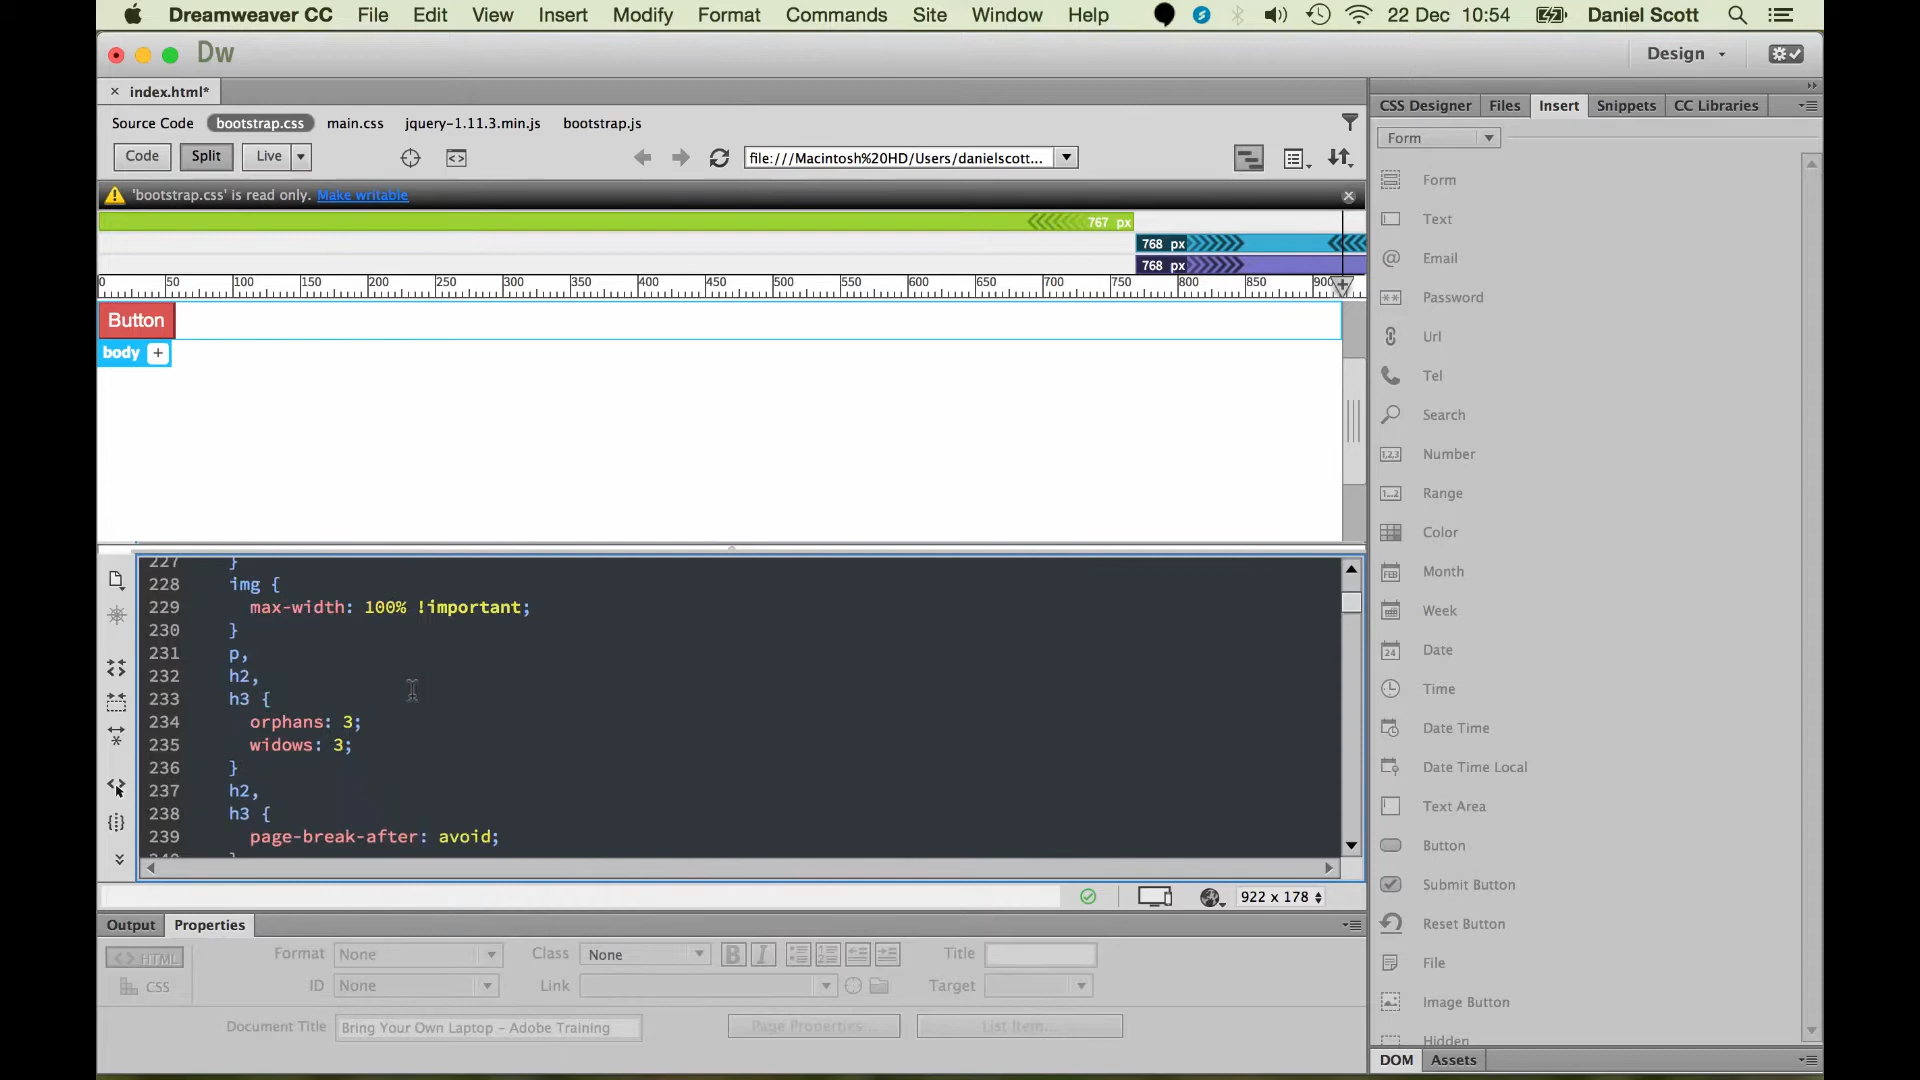 Dreamweaver CC File Edit View Insert Modify Format Commands Site Window Help 22 Dec 10:54 Daniel Scott
Dw Design
index.html*
Source Code bootstrap.css main.css jquery-1.11.3.min.js bootstrap.js
Code Split Live file:///Macintosh%20HD/Users/danielscott...
'bootstrap.css' is read only. Make writable
767 px
768 px
768 px
0 50 100 150 200 250 300 350 400 450 500 550 600 650 700 750 800 850 900
Button
body +
227 }
228 img {
229 max-width: 100% !important;
230 }
231 p,
232 h2,
233 h3 {
234 orphans: 3;
235 widows: 3;
236 }
237 h2,
238 h3 {
239 page-break-after: avoid;
240 }
922 x 178
Output Properties
<> HTML Format None Class None B I Title
CSS ID None Link Target
Document Title Bring Your Own Laptop - Adobe Training Page Properties... List Item...
CSS Designer Files Insert Snippets CC Libraries
Form
Form
Text
Email
Password
Url
Tel
Search
Number
Range
Color
Month
Week
Date
Time
Date Time
Date Time Local
Text Area
Button
Submit Button
Reset Button
File
Image Button
Hidden
DOM Assets